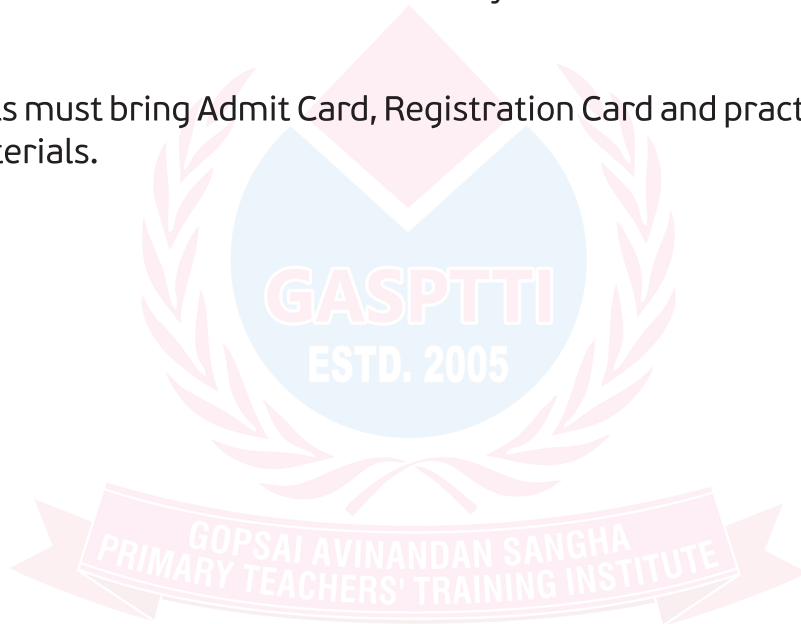 ls must bring Admit Card, Registration Card and pract
terials.
GASPTTI
ESTD. 2005
GOPSAI AVINANDAN SANGHA
PRIMARY TEACHERS' TRAINING INSTITUTE